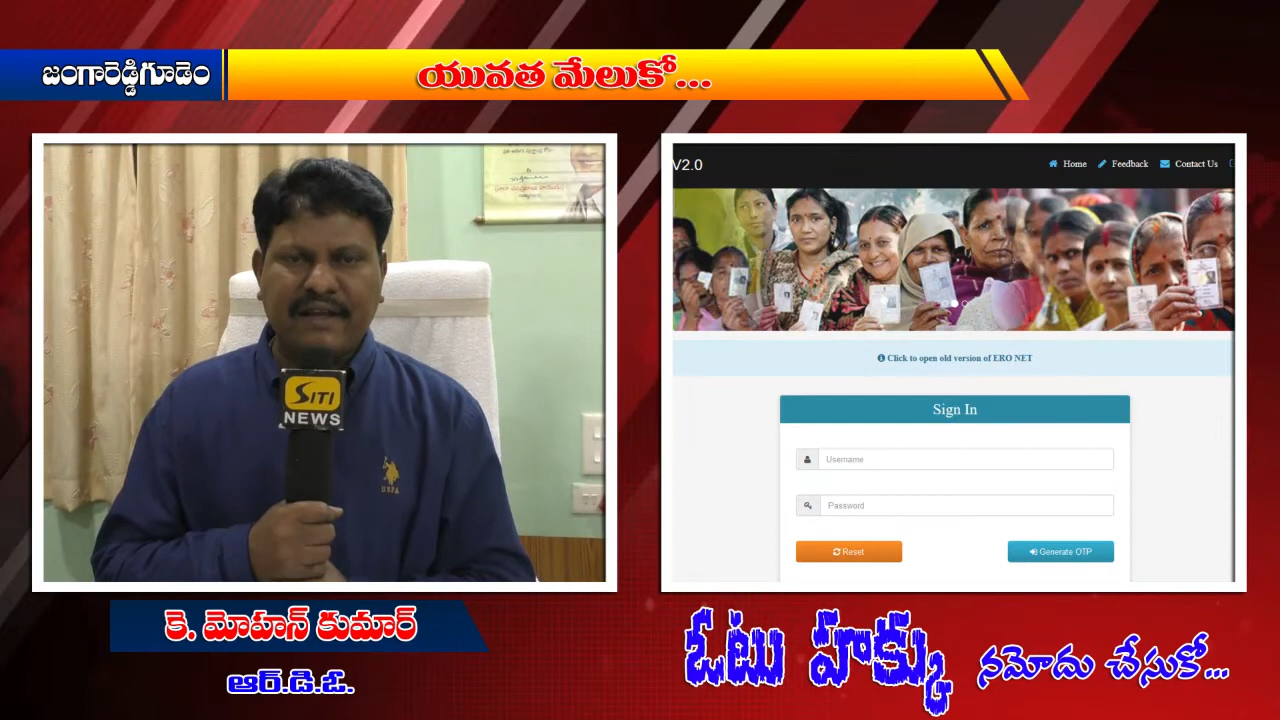 జంగారెడ్డిగూడెం
యువత మేలుకో...
SITI
NEWS
USPA
కె. మోహన్ కుమార్
ఆర్.డి.ఓ.
V2.0
Home Feedback Contact Us
Click to open old version of ERO NET
Sign In
Username
Password
Reset Generate OTP
ఓటు హక్కు నమోదు చేసుకో...